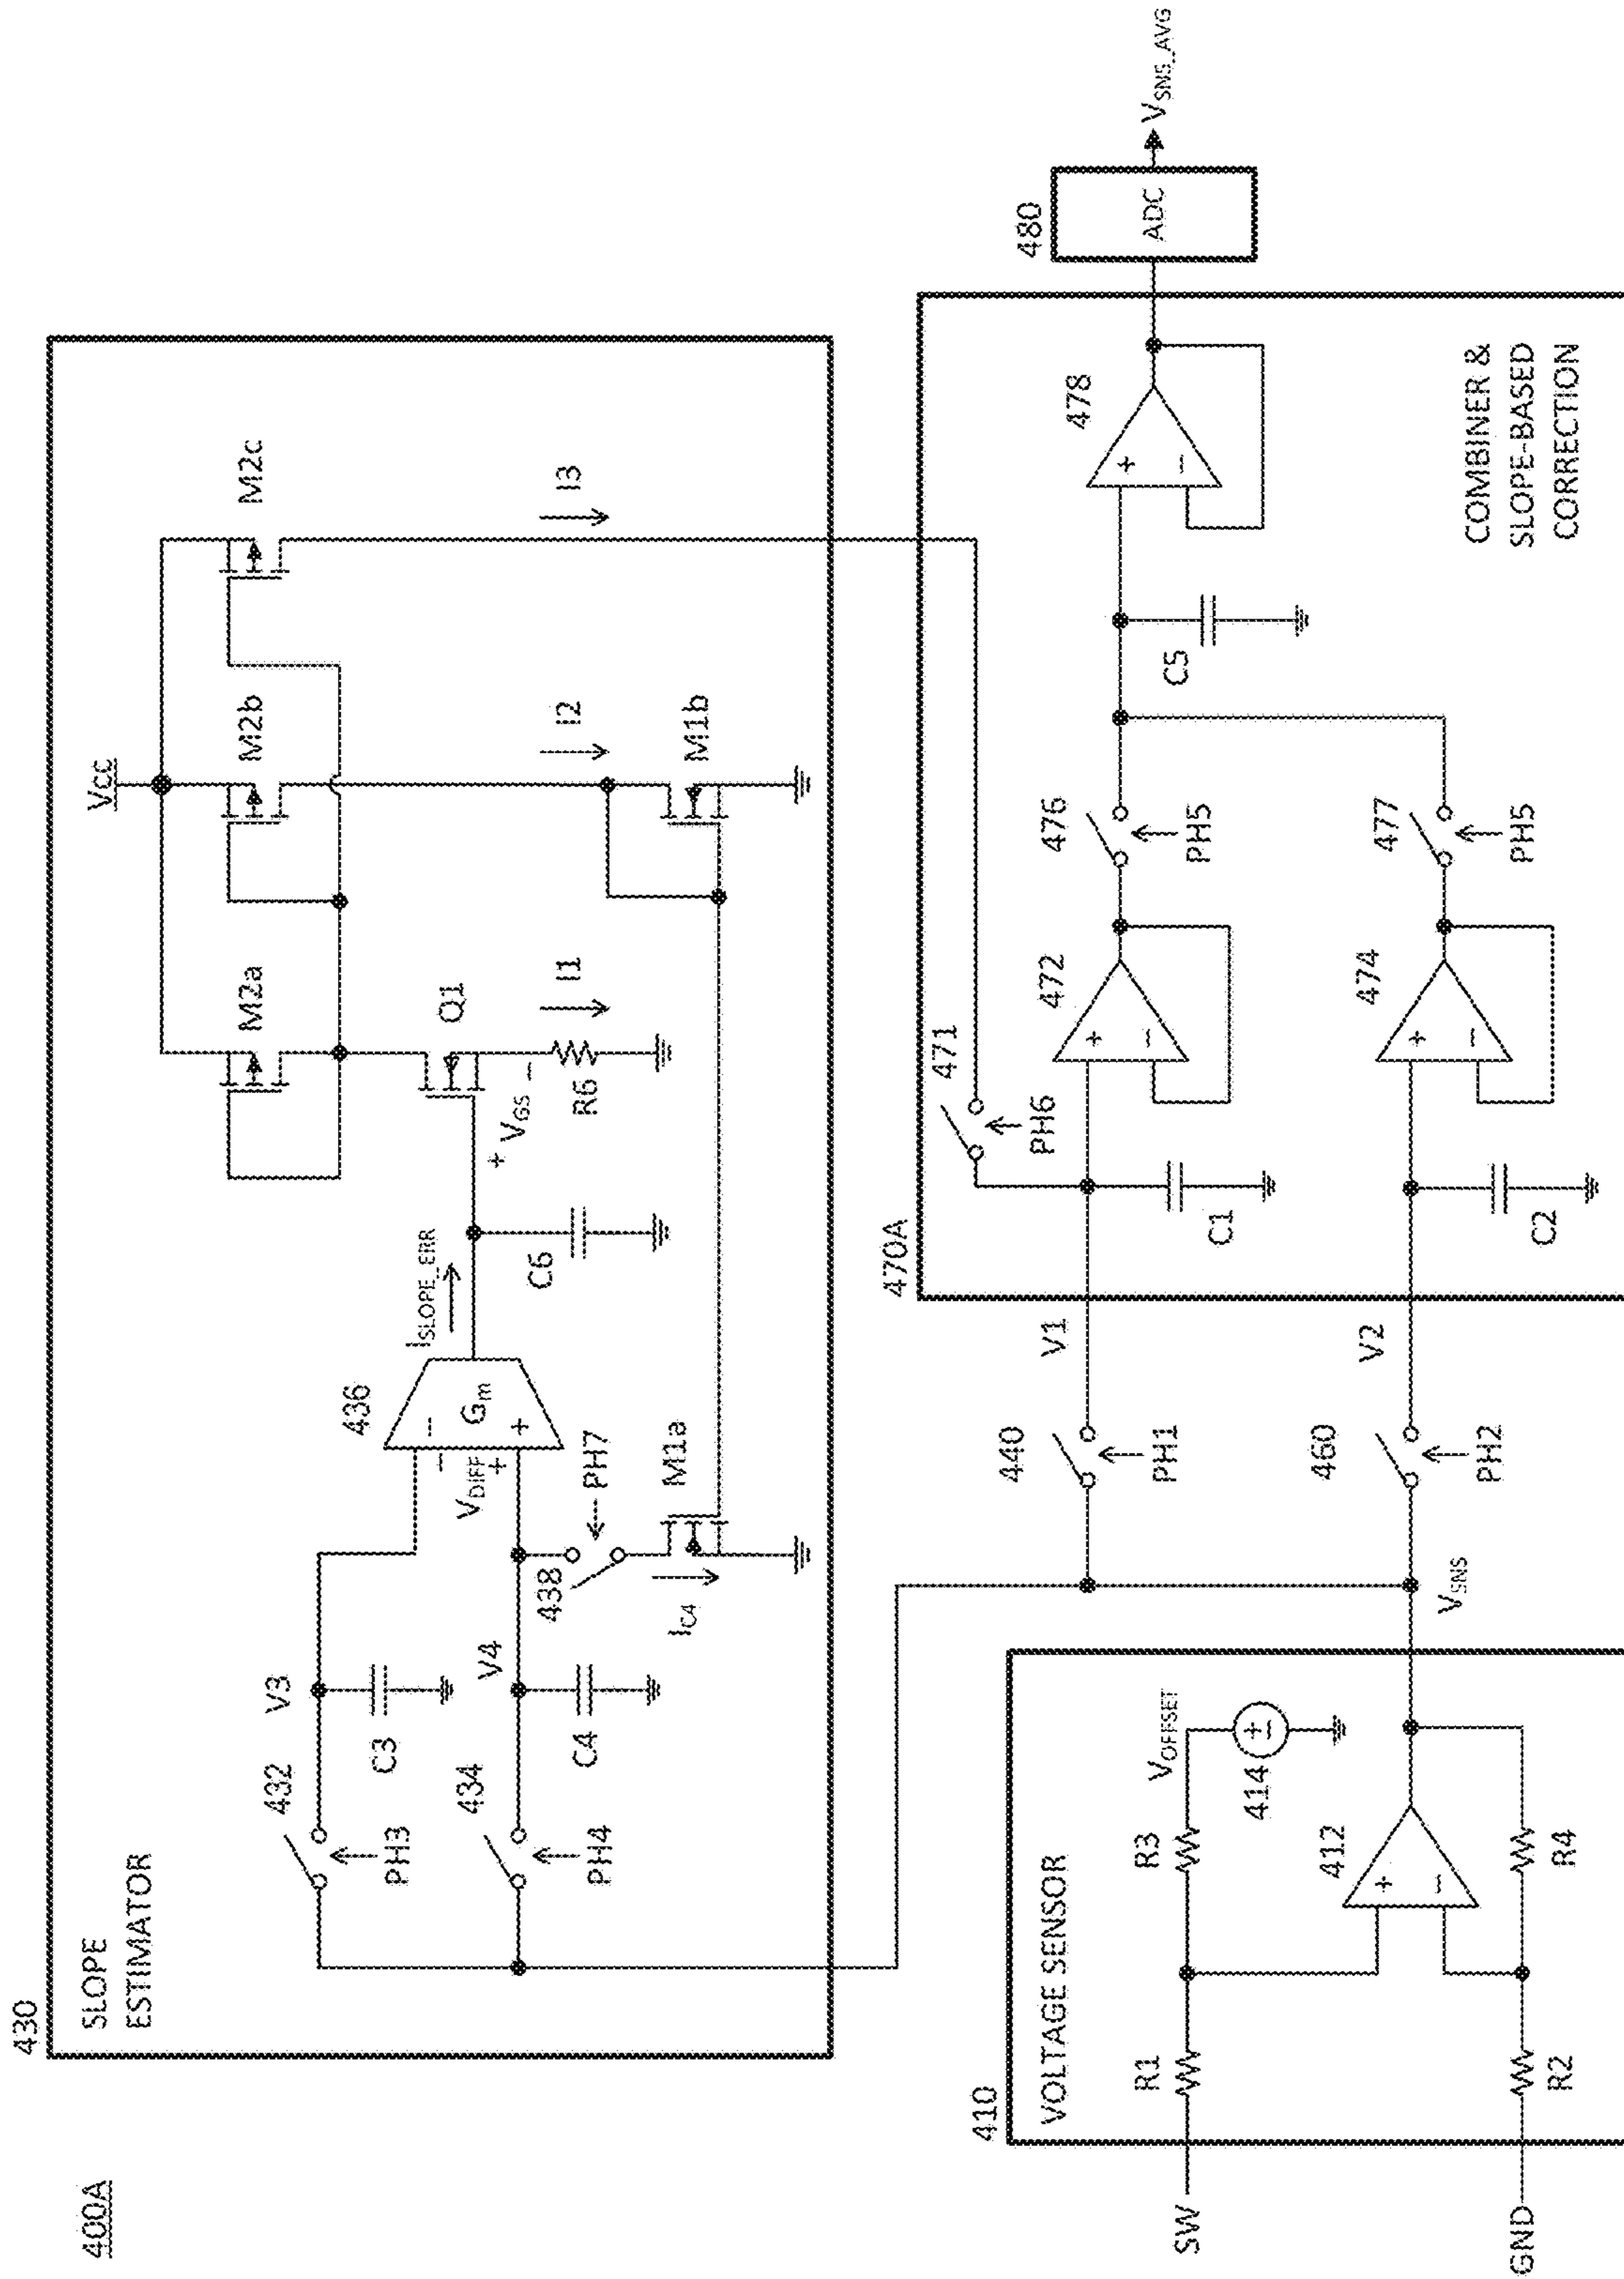 400A
430
SLOPE
ESTIMATOR
432
PH3
V3
C3
434
PH4
V4
C4
436
Gm
−
+
−
VDIFF
+
438
PH7
IC4
M1a
ISLOPE_ERR
C6
+
VGS
−
Q1
R6
I1
VCC
M2a
M2b
M2c
I2
M1b
I3
410
VOLTAGE SENSOR
SW
GND
R1
R2
R3
R4
VOFFSET
414
+
−
412
+
−
VSNS
440
PH1
V1
460
PH2
V2
470A
471
PH6
C1
C2
472
+
−
474
+
−
476
PH5
477
PH5
C5
478
+
−
COMBINER &
SLOPE-BASED
CORRECTION
480
ADC
VSNS_AVG